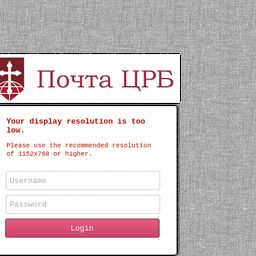 Почта ЦРБ
Your display resolution is too
low.
Please use the recommended resolution
of 1152x768 or higher.
Username
Password
Login